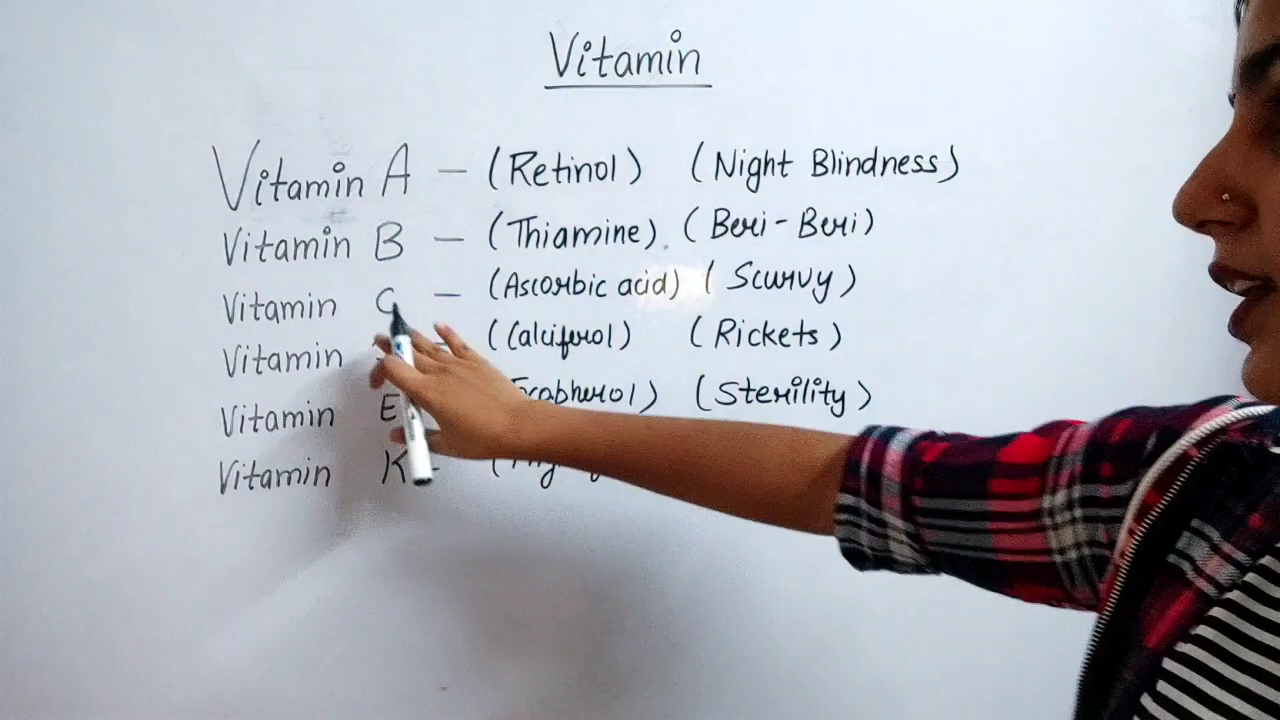 Vitamin
Vitamin A - (Retinol) (Night Blindness)
Vitamin B - (Thiamine) (Beri-Beri)
Vitamin C - (Ascorbic acid) (Scurvy)
Vitamin (Calciferol) (Rickets)
Vitamin E (Sterility)
Vitamin K -